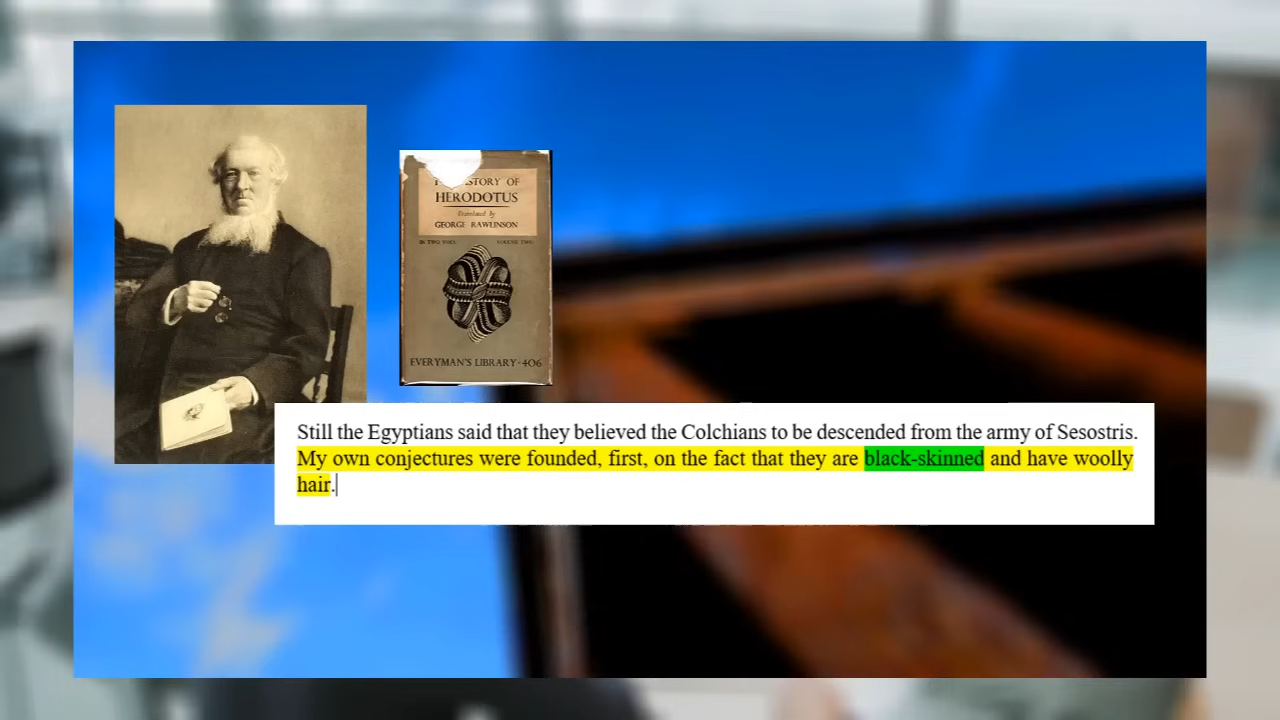 STORY OF
HERODOTUS
Translated by
GEORGE RAWLINSON
IN TWO VOLS. VOLUME TWO
EVERYMAN'S LIBRARY · 406
Still the Egyptians said that they believed the Colchians to be descended from the army of Sesostris.
My own conjectures were founded, first, on the fact that they are black-skinned and have woolly
hair.